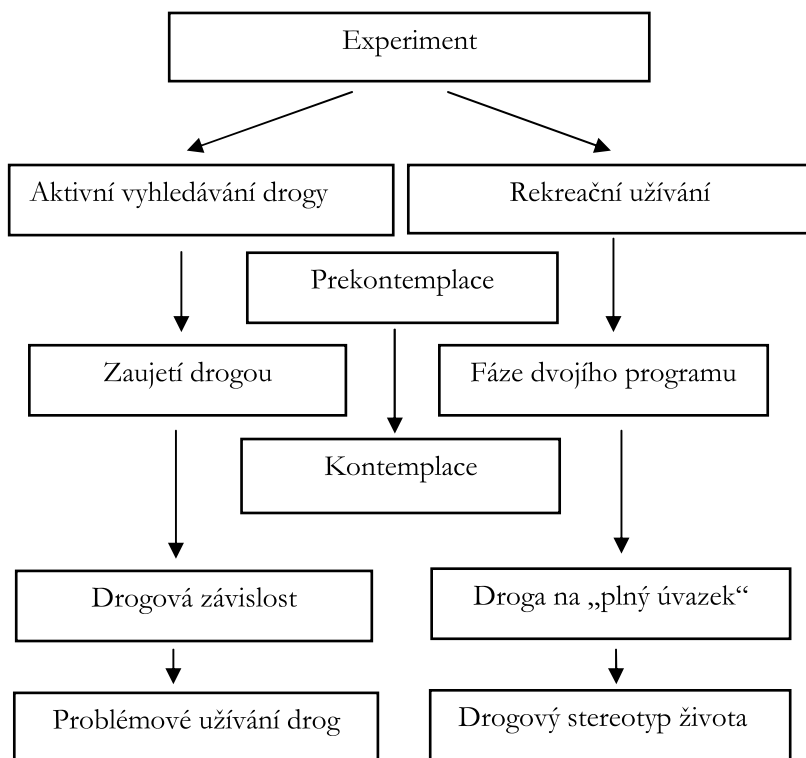 Experiment
Aktivní vyhledávání drogy
Rekreační užívání
Prekontemplace
Zaujetí drogou
Fáze dvojího programu
Kontemplace
Drogová závislost
Droga na „plný úvazek“
Problémové užívání drog
Drogový stereotyp života